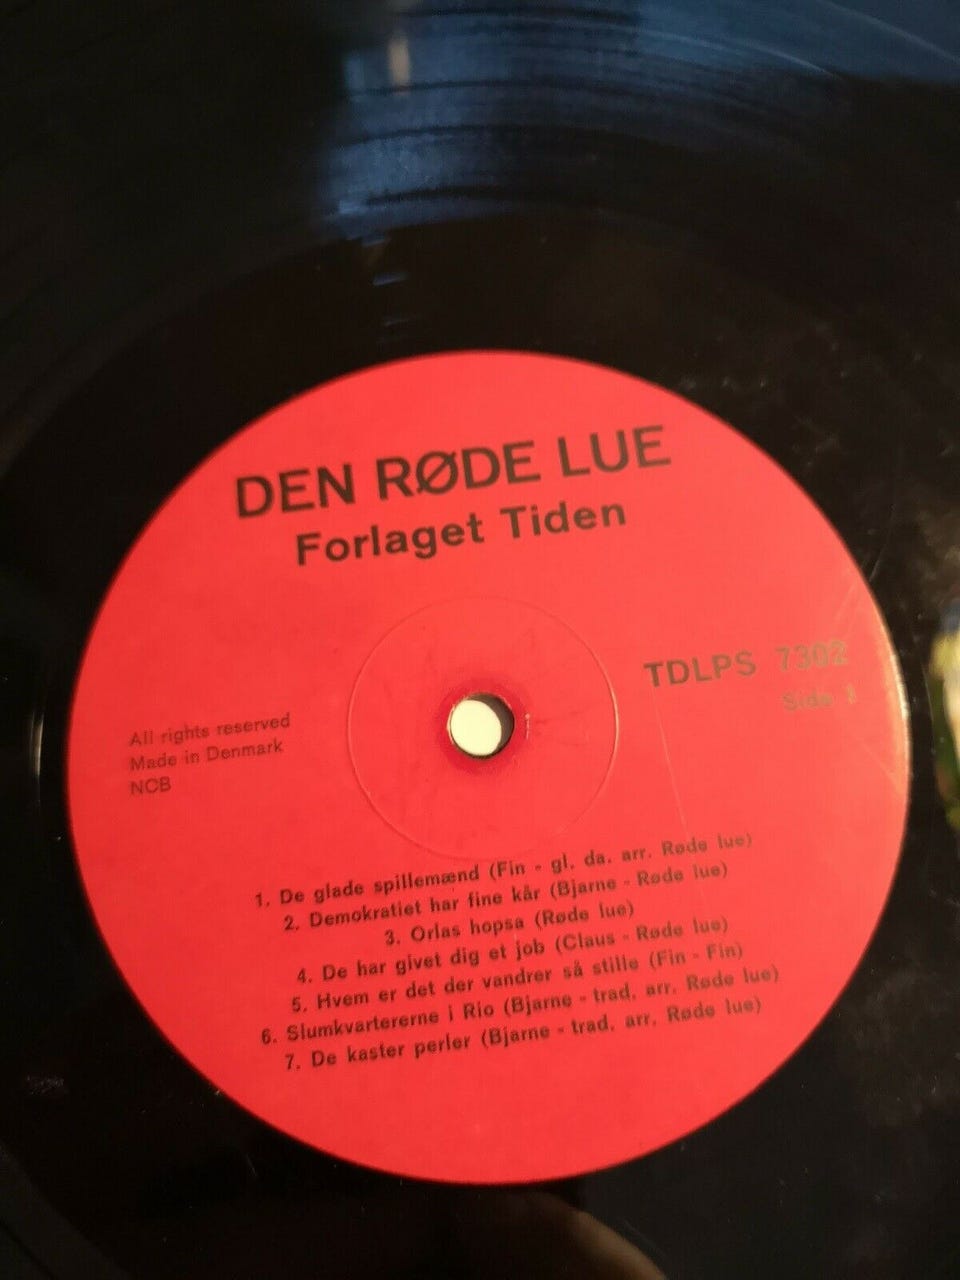 DEN RØDE LUE
Forlaget Tiden
TDLPS 7302
Side 1
All rights reserved
Made in Denmark
NCB
1. De glade spillemænd (Fin - gl. da. arr. Røde lue)
2. Demokratiet har fine kår (Bjarne - Røde lue)
3. Orlas hopsa (Røde lue)
4. De har givet dig et job (Claus - Røde lue)
5. Hvem er det der vandrer så stille (Fin - Fin)
6. Slumkvartererne i Rio (Bjarne - trad. arr. Røde lue)
7. De kaster perler (Bjarne - trad. arr. Røde lue)